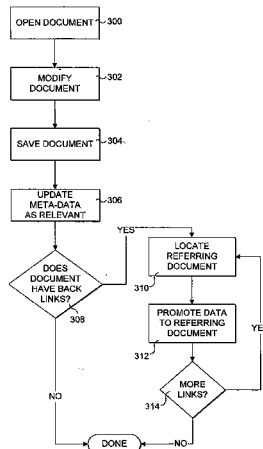 OPEN DOCUMENT
300
MODIFY
DOCUMENT
302
SAVE DOCUMENT
304
UPDATE
META-DATA
AS RELEVANT
306
DOES
DOCUMENT
HAVE BACK
LINKS?
308
YES
LOCATE
REFERRING
DOCUMENT
310
PROMOTE DATA
TO REFERRING
DOCUMENT
312
YE
MORE
LINKS?
314
NO
NO
DONE